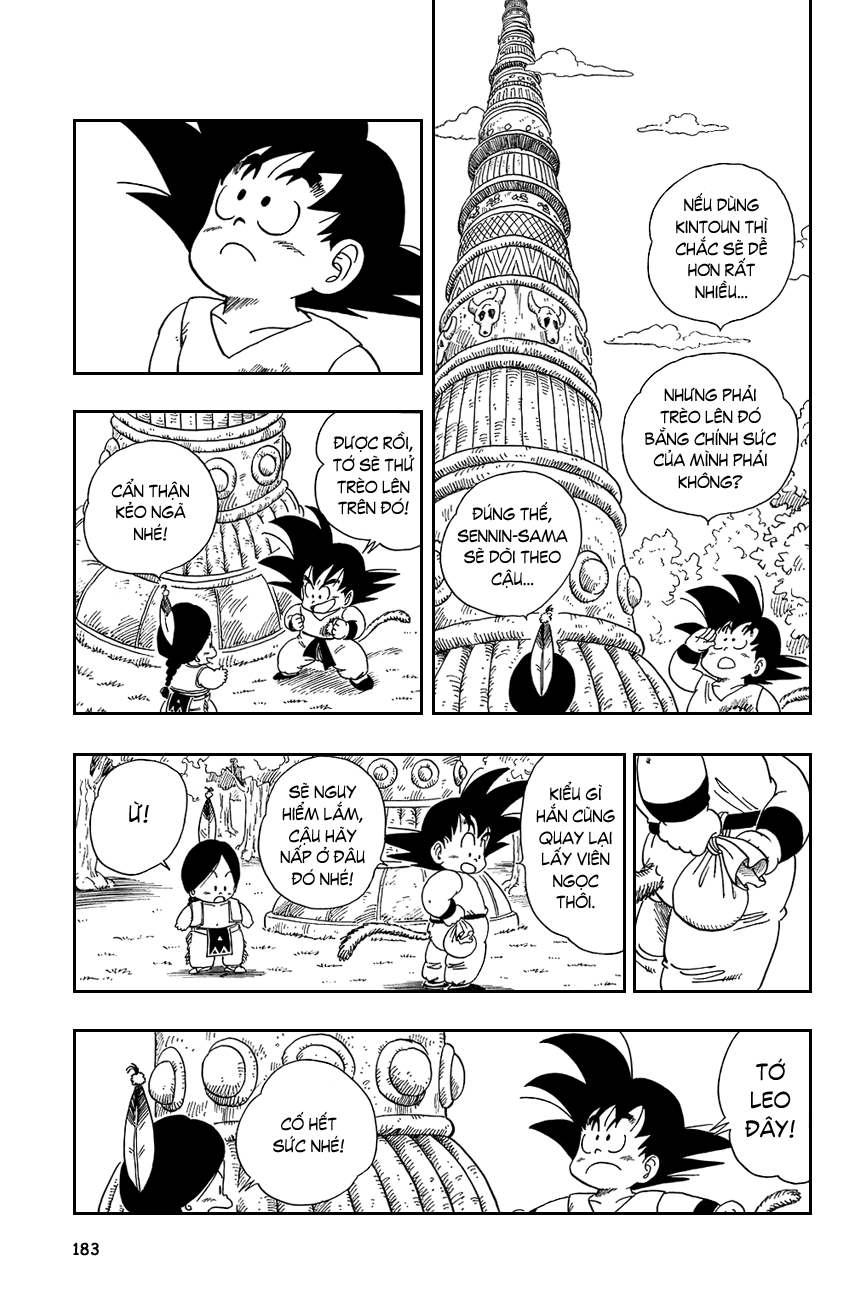 NẾU DÙNG
KINTOUN THÌ
CHẮC SẼ DỄ
HƠN RẤT
NHIỀU...
NHƯNG PHẢI
TRÈO LÊN ĐÓ
BẰNG CHÍNH SỨC
CỦA MÌNH PHẢI
KHÔNG?
ĐÚNG THẾ,
SENNIN-SAMA
SẼ DÕI THEO
CẬU...
ĐƯỢC RỒI,
TỚ SẼ THỬ
TRÈO LÊN
TRÊN ĐÓ!
CẨN THẬN
KẺO NGÃ
NHÉ!
KIỂU GÌ
HẮN CŨNG
QUAY LẠI
LẤY VIÊN
NGỌC
THÔI.
SẼ NGUY
HIỂM LẮM,
CẬU HÃY
NẤP Ở ĐÂU
ĐÓ NHÉ!
Ừ!
TỚ
LEO
ĐÂY!
CỐ HẾT
SỨC NHÉ!
183